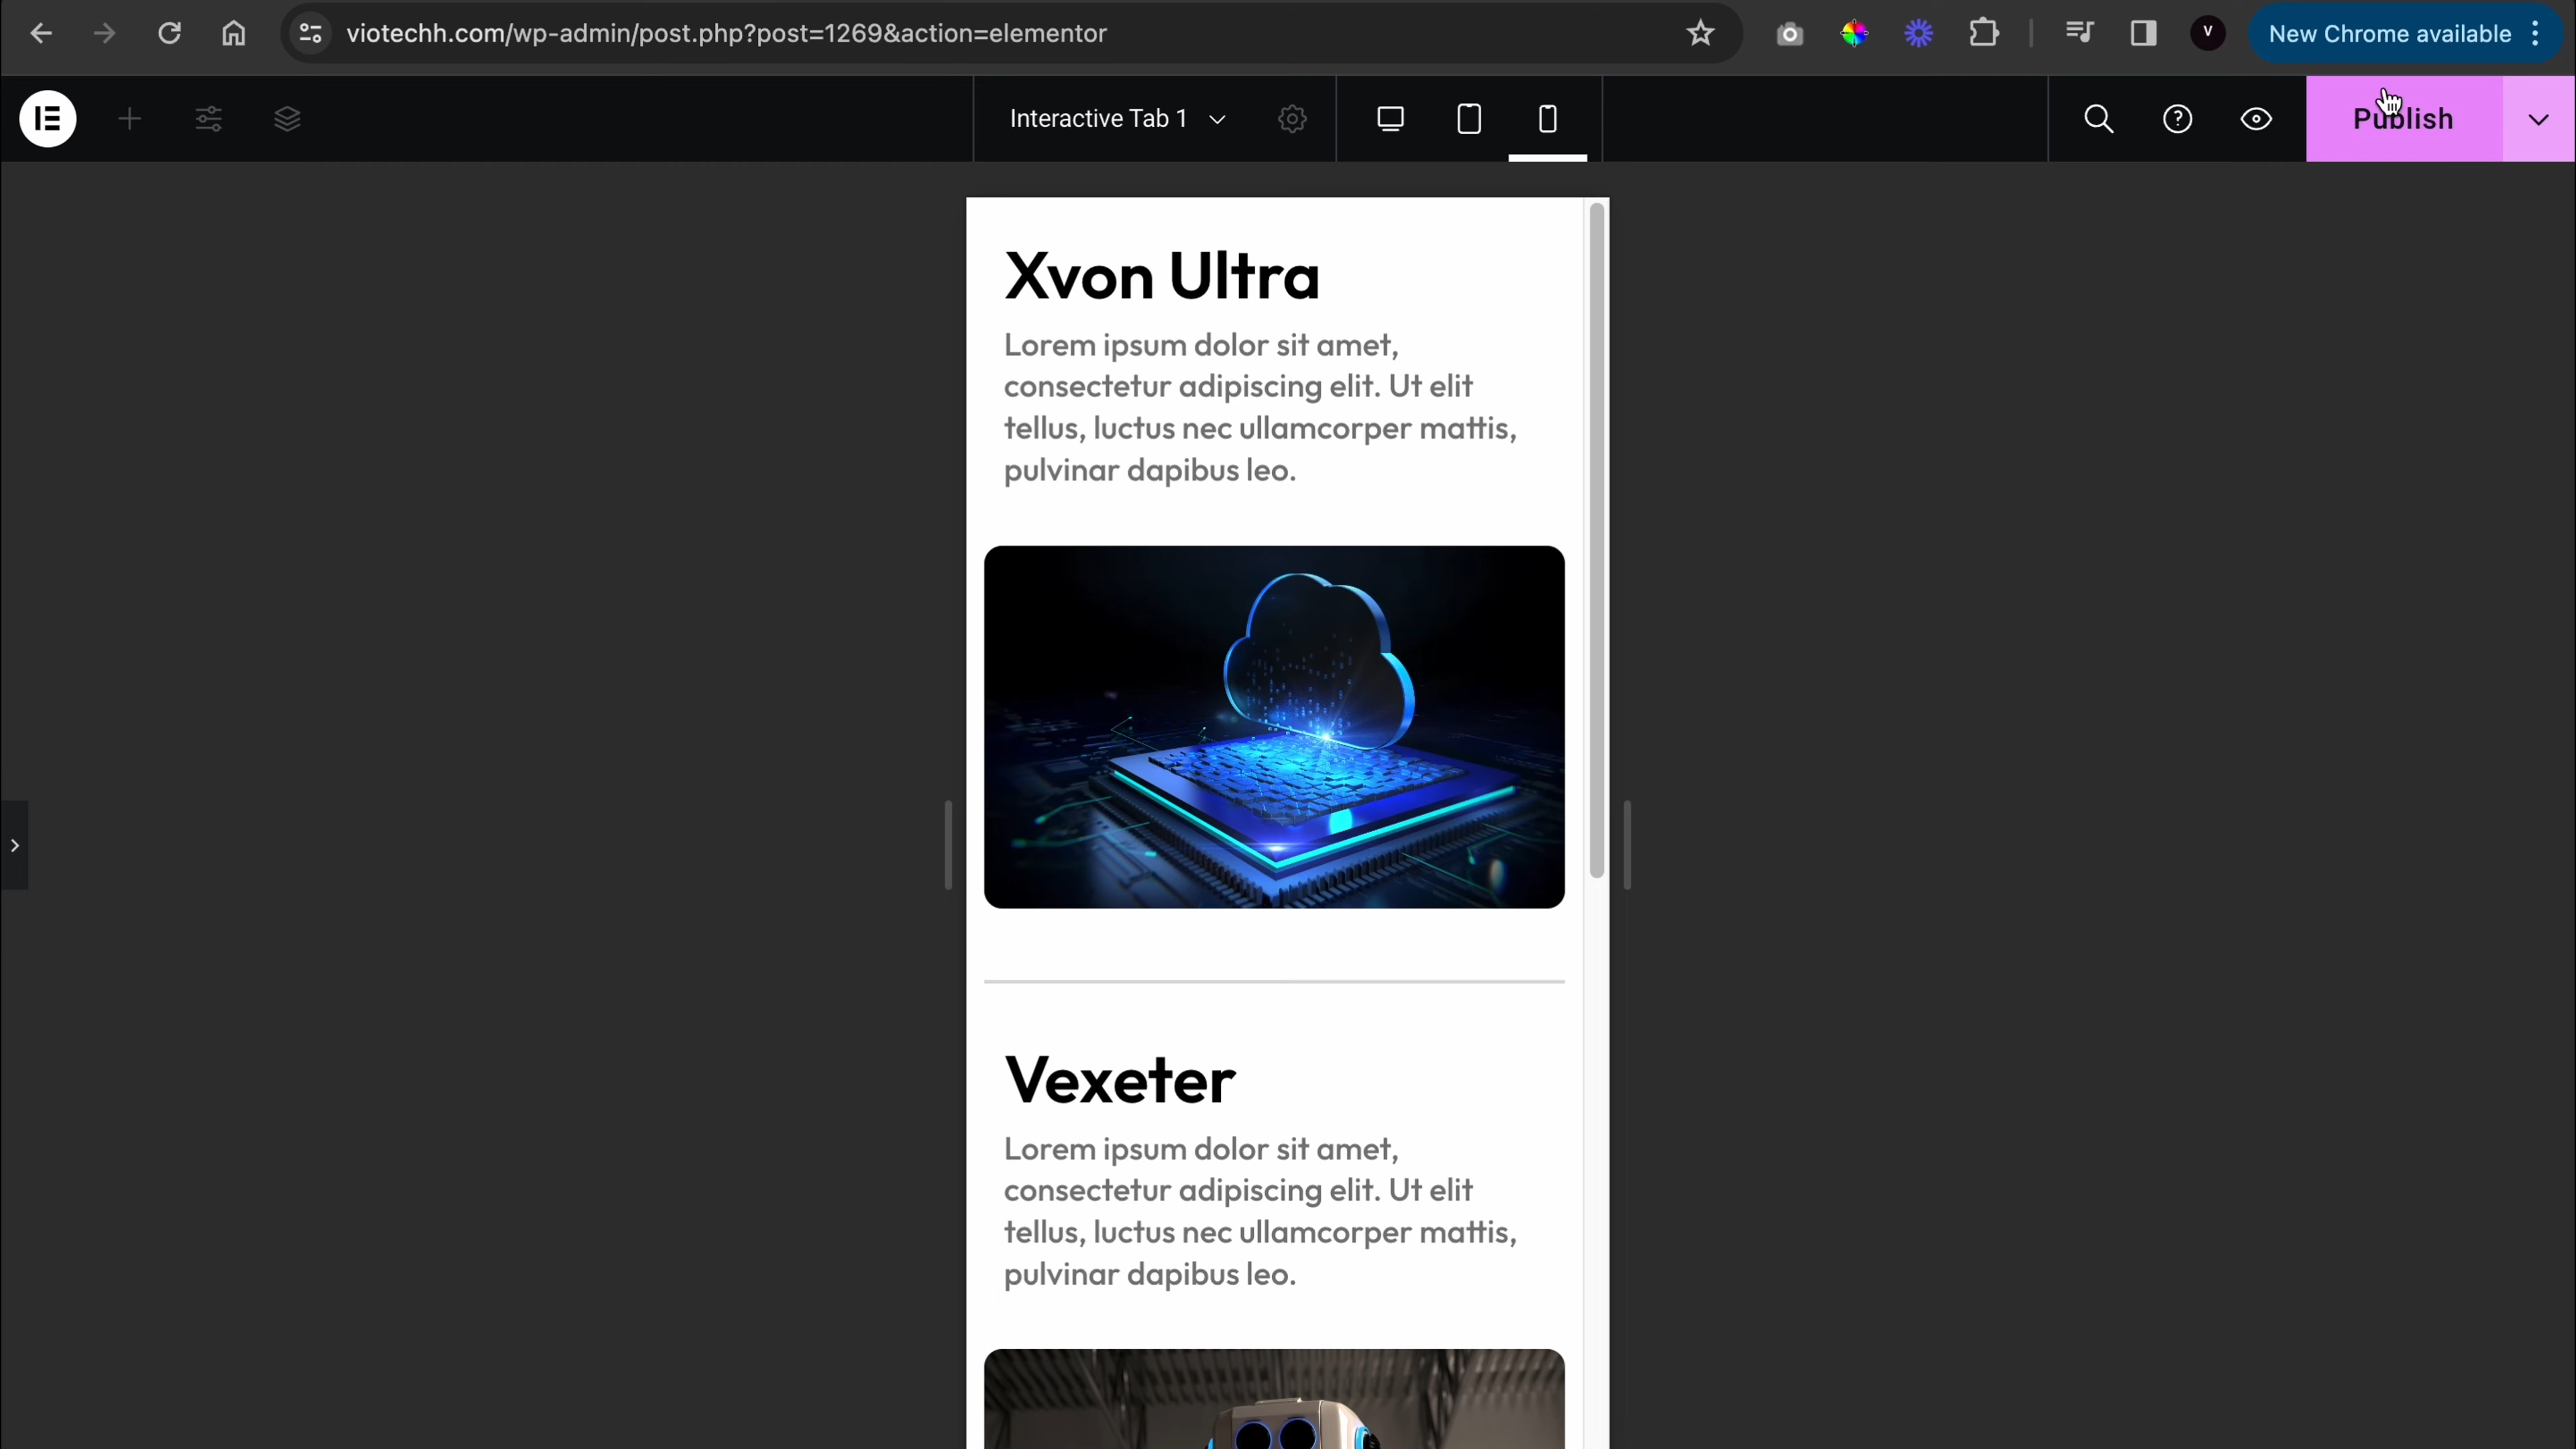 viotechh.com/wp-admin/post.php?post=1269&action=elementor
V
New Chrome available
Interactive Tab 1
Publish
Xvon Ultra
Lorem ipsum dolor sit amet,
consectetur adipiscing elit. Ut elit
tellus, luctus nec ullamcorper mattis,
pulvinar dapibus leo.
Vexeter
Lorem ipsum dolor sit amet,
consectetur adipiscing elit. Ut elit
tellus, luctus nec ullamcorper mattis,
pulvinar dapibus leo.